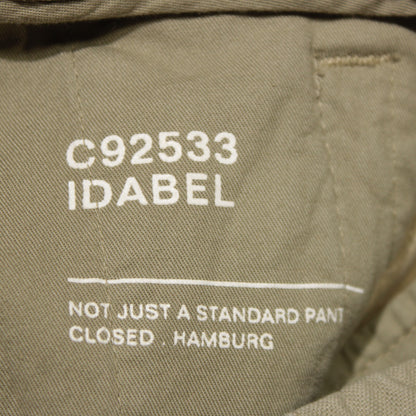 C92533
IDABEL
NOT JUST A STANDARD PANT
CLOSED . HAMBURG